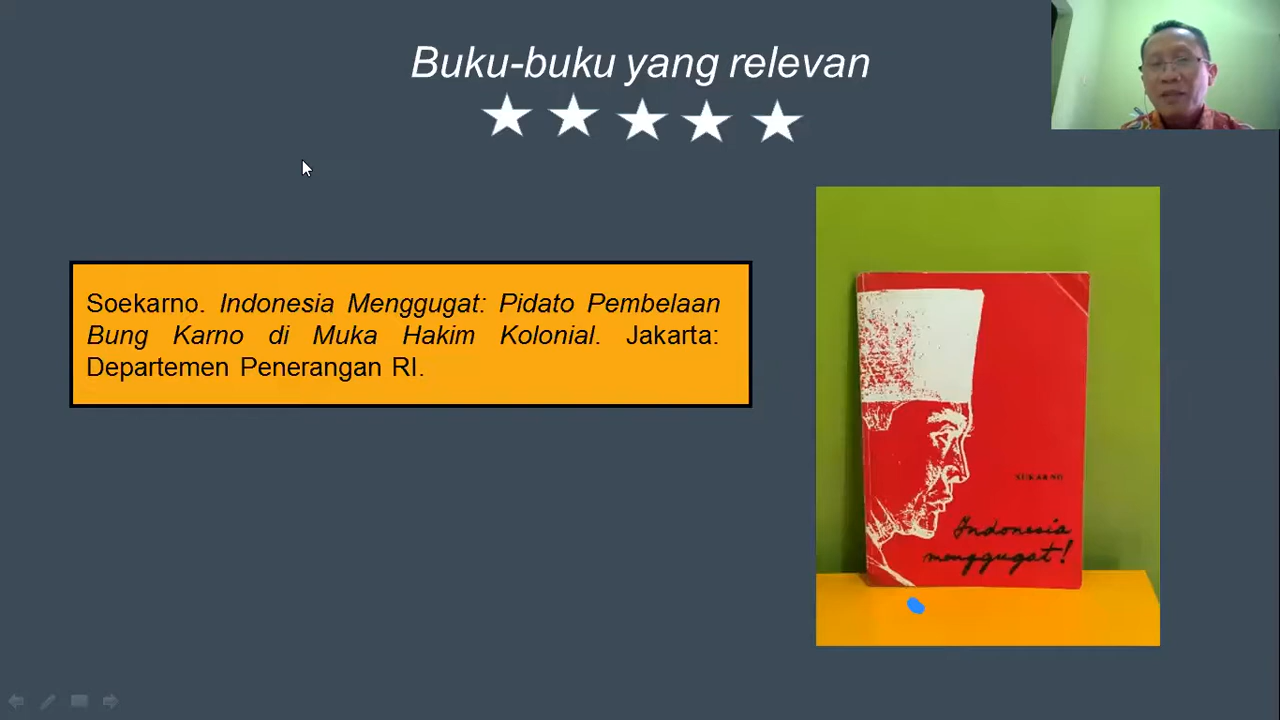 Buku-buku yang relevan
Soekarno. Indonesia Menggugat: Pidato Pembelaan
Bung Karno di Muka Hakim Kolonial. Jakarta:
Departemen Penerangan RI.
SUKARNO
Indonesia
menggugat!